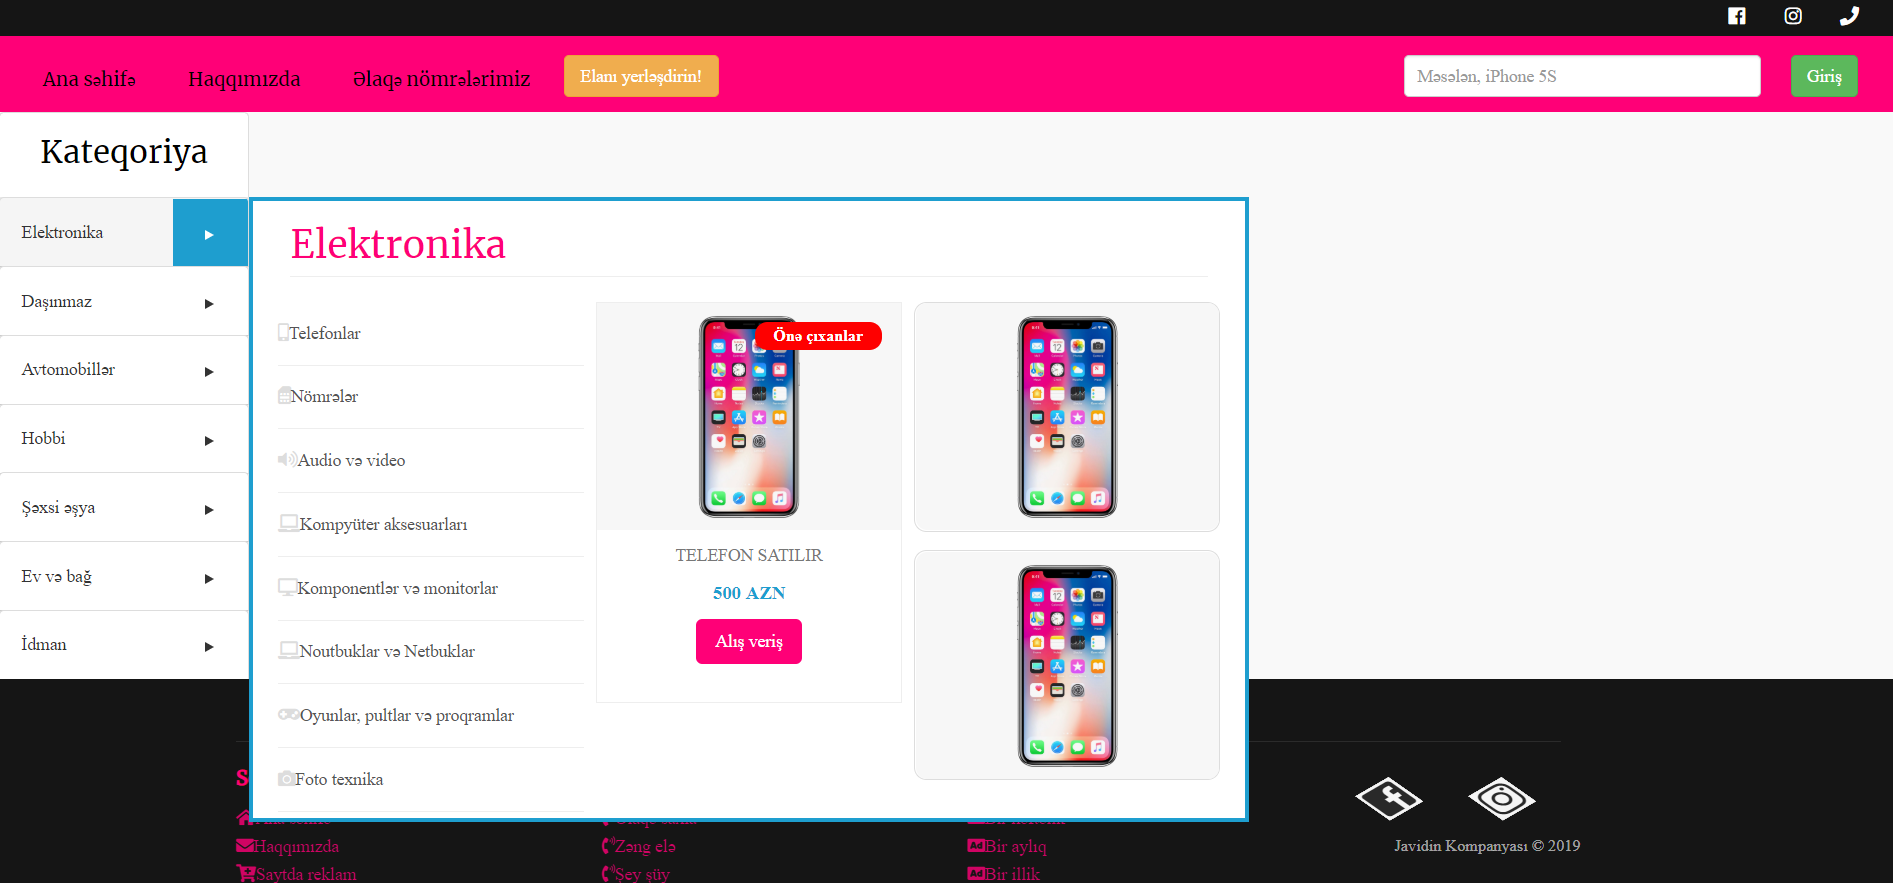 Ana səhifə
Haqqımızda
Əlaqə nömrələrimiz
Elanı yerləşdirin!
Məsələn, iPhone 5S
Giriş
Kateqoriya
Elektronika
Daşınmaz
Avtomobillər
Hobbi
Şəxsi əşya
Ev və bağ
İdman
Elektronika
Telefonlar
Nömrələr
Audio və video
Kompyüter aksesuarları
Komponentlər və monitorlar
Noutbuklar və Netbuklar
Oyunlar, pultlar və proqramlar
Foto texnika
Önə çıxanlar
TELEFON SATILIR
500 AZN
Alış veriş
Haqqımızda
Saytda reklam
Zəng elə
Şey şüy
Bir aylıq
Bir illik
Javidin Kompanyası © 2019